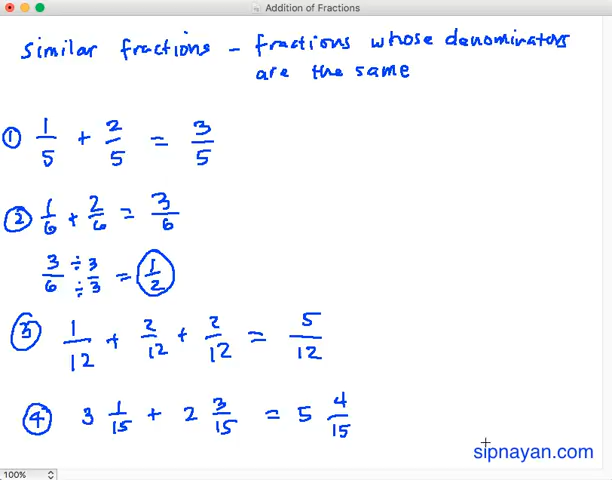 Addition of Fractions
similar fractions - fractions whose denominators
are the same
① 1/5 + 2/5 = 3/5
② 1/6 + 2/6 = 3/6
3/6 ÷ 3/÷ 3 = 1/2
③ 1/12 + 2/12 + 2/12 = 5/12
④ 3 1/15 + 2 3/15 = 5 4/15
sipnayan.com
100%